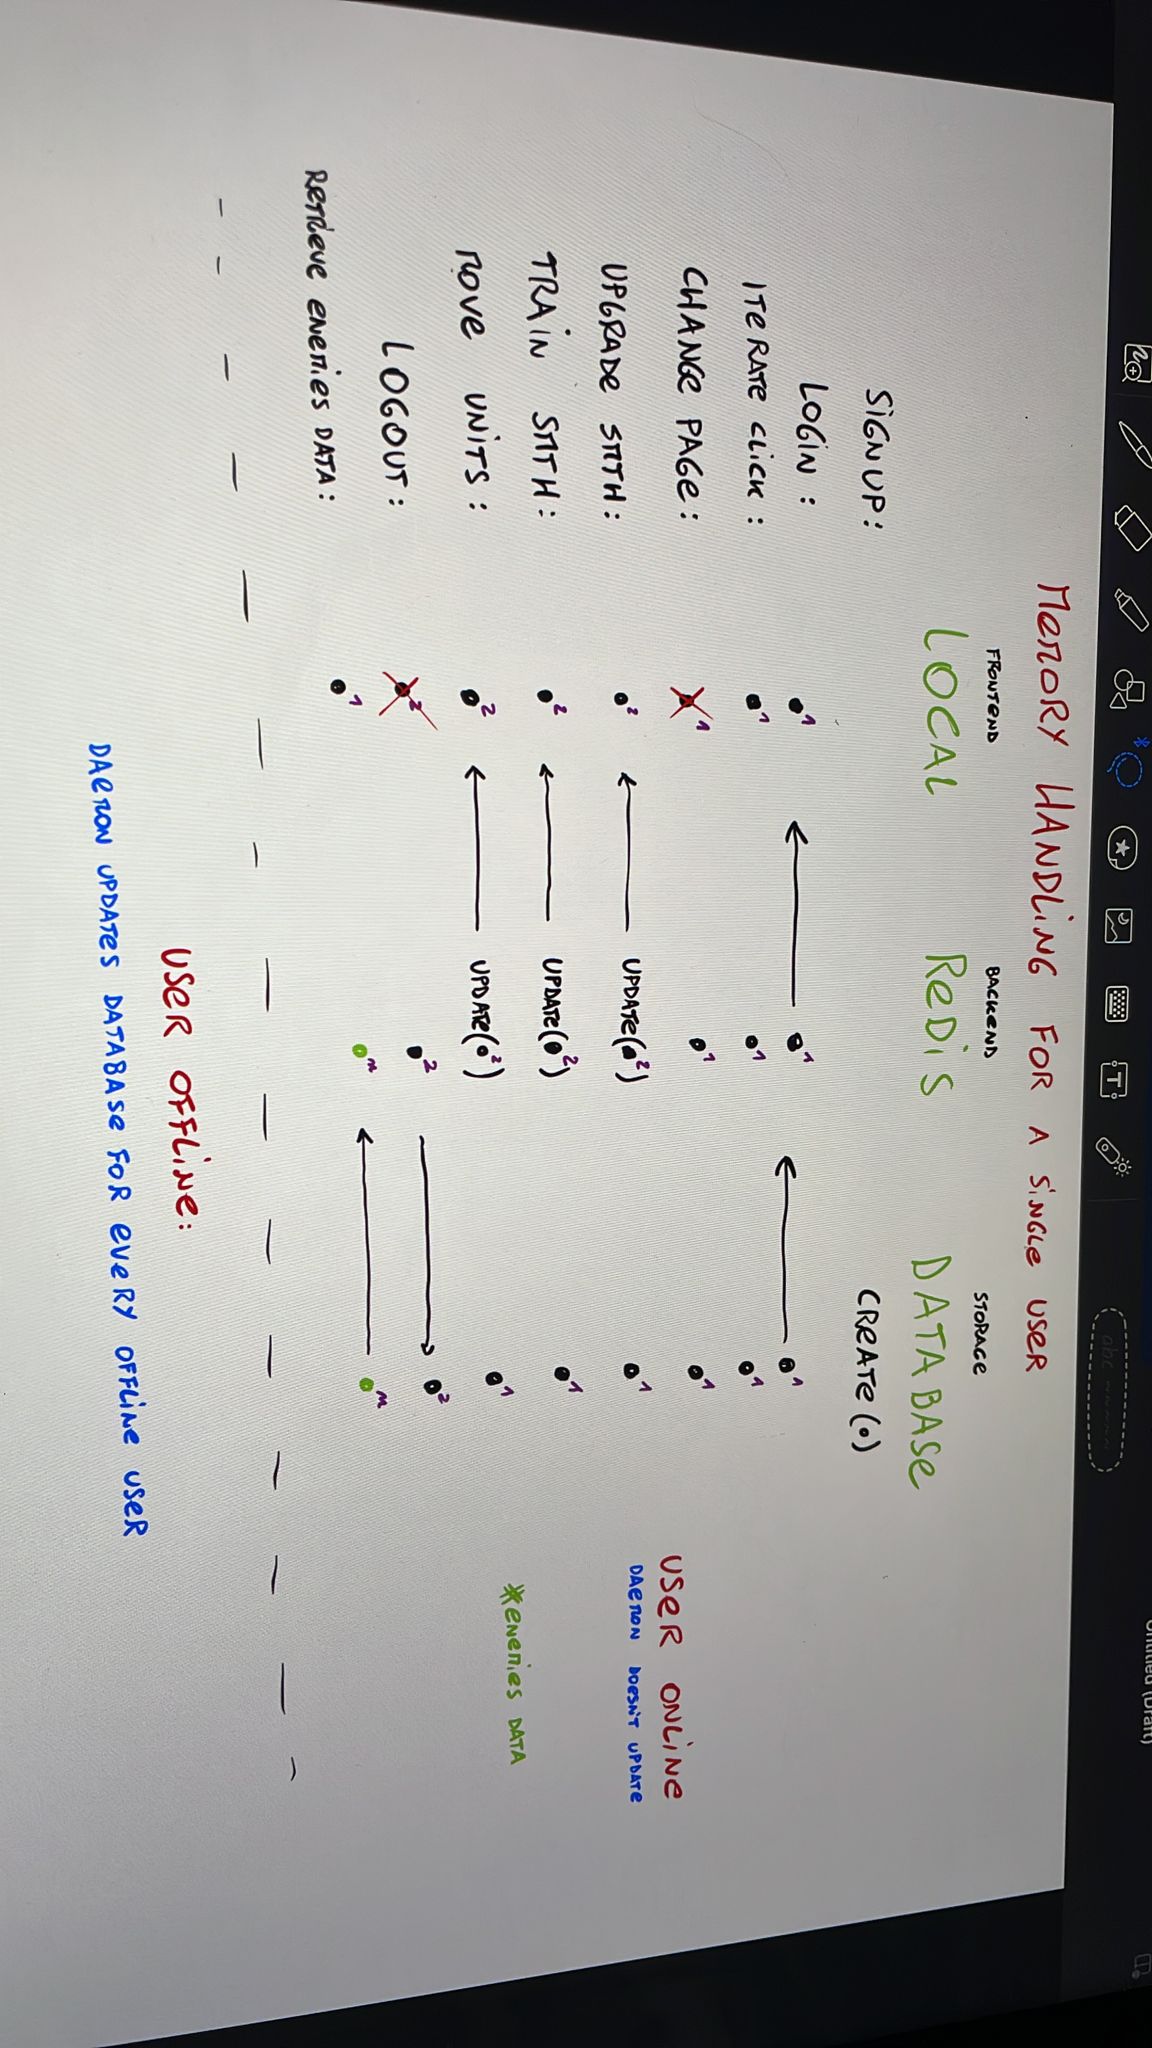 Untitled (Draft)
abc
MEMORY HANDLING FOR A SINGLE USER
FRONTEND BACKEND STORAGE
LOCAL REDIS DATABASE
SIGNUP: CREATE(•)
LOGIN: •1 ← •1 ← •1
ITERATE CLICK: •1 •1 •1
CHANGE PAGE: •1 •1 •1
USER ONLINE
DAEMON DOESN'T UPDATE
UPGRADE SMTH: •2 ← UPDATE(•2) •1
TRAIN SMTH: •2 ← UPDATE(•2) •1
*ENEMIES DATA
MOVE UNITS: •2 ← UPDATE(•2) •1
LOGOUT: •2 •2 → •2
RETRIEVE ENEMIES DATA: •1 •n ← •n
USER OFFLINE:
DAEMON UPDATES DATABASE FOR EVERY OFFLINE USER